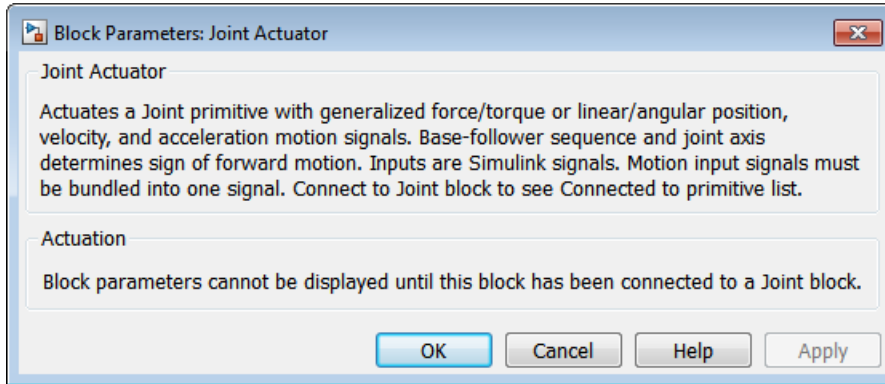 Block Parameters: Joint Actuator
Joint Actuator
Actuates a Joint primitive with generalized force/torque or linear/angular position,
velocity, and acceleration motion signals. Base-follower sequence and joint axis
determines sign of forward motion. Inputs are Simulink signals. Motion input signals must
be bundled into one signal. Connect to Joint block to see Connected to primitive list.
Actuation
Block parameters cannot be displayed until this block has been connected to a Joint block.
OK Cancel Help Apply